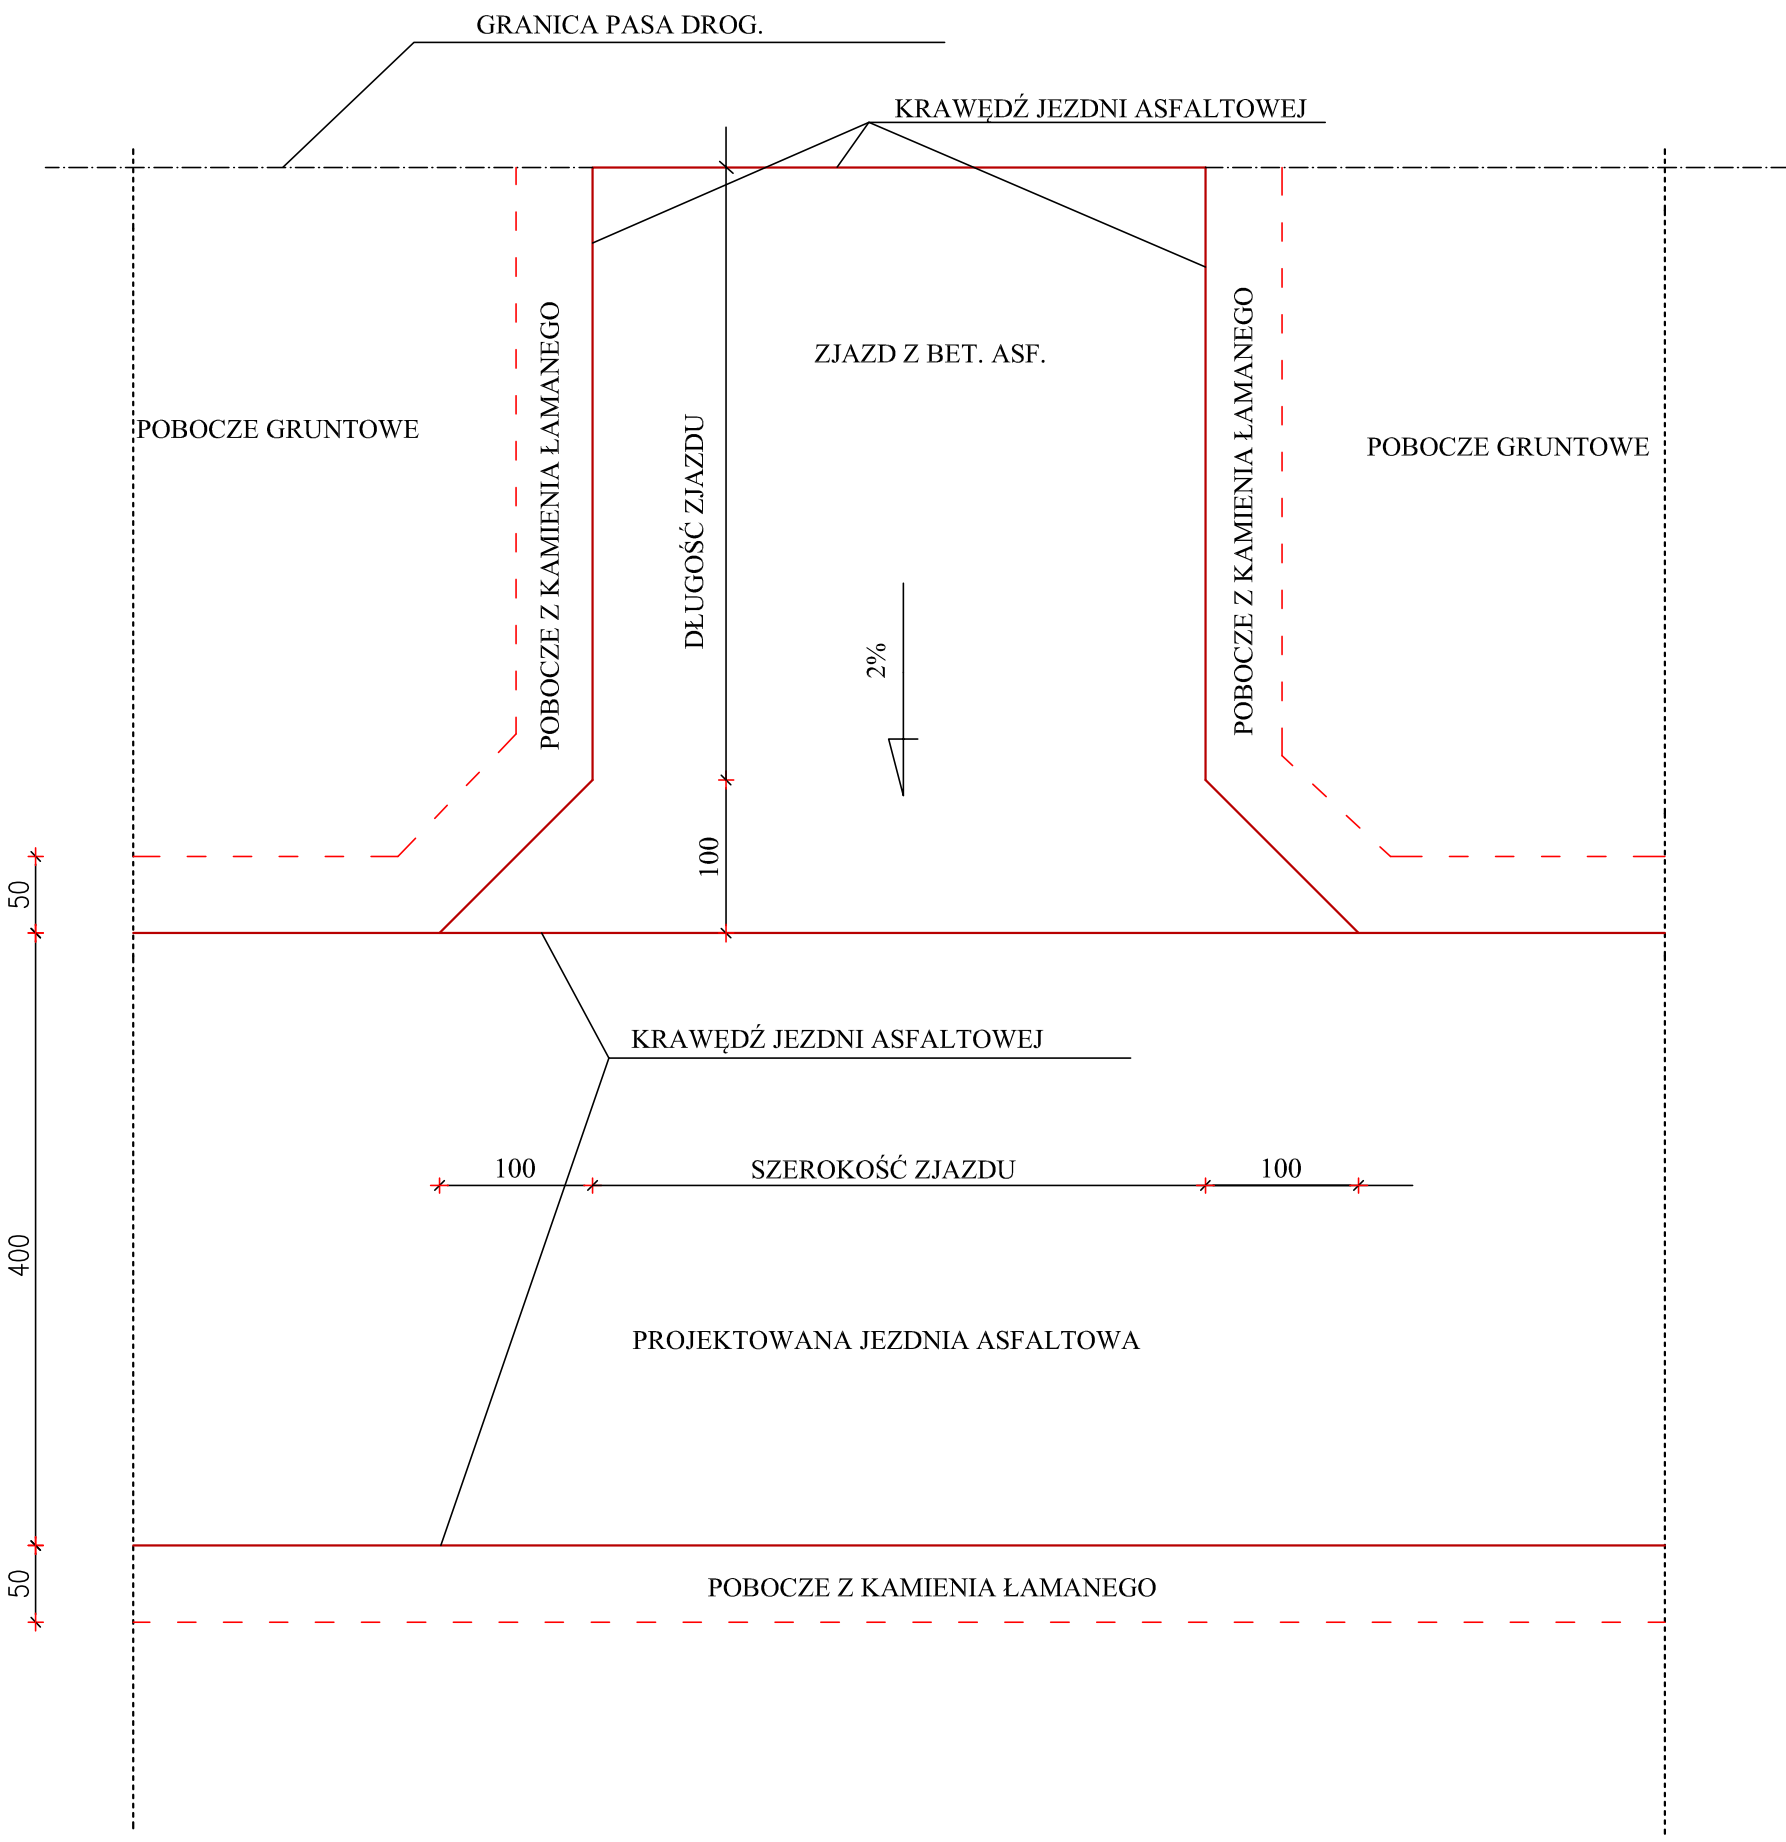 GRANICA PASA DROG.
KRAWĘDŹ JEZDNI ASFALTOWEJ
ZJAZD Z BET. ASF.
POBOCZE GRUNTOWE
POBOCZE Z KAMIENIA ŁAMANEGO
DŁUGOŚĆ ZJAZDU
2%
POBOCZE Z KAMIENIA ŁAMANEGO
POBOCZE GRUNTOWE
100
50
KRAWĘDŹ JEZDNI ASFALTOWEJ
100
SZEROKOŚĆ ZJAZDU
100
400
PROJEKTOWANA JEZDNIA ASFALTOWA
50
POBOCZE Z KAMIENIA ŁAMANEGO